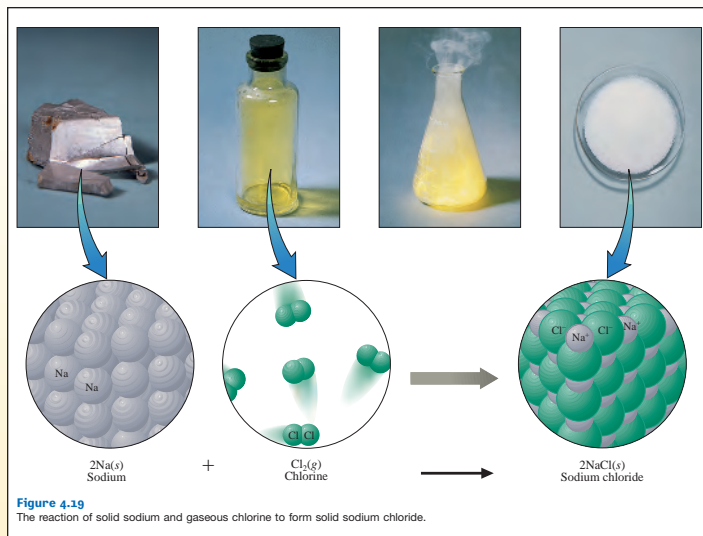 Na
Na
Cl Cl
Cl⁻ Na⁺ Cl⁻ Na⁺
2Na(s) + Cl₂(g) 2NaCl(s)
Sodium Chlorine Sodium chloride
Figure 4.19
The reaction of solid sodium and gaseous chlorine to form solid sodium chloride.